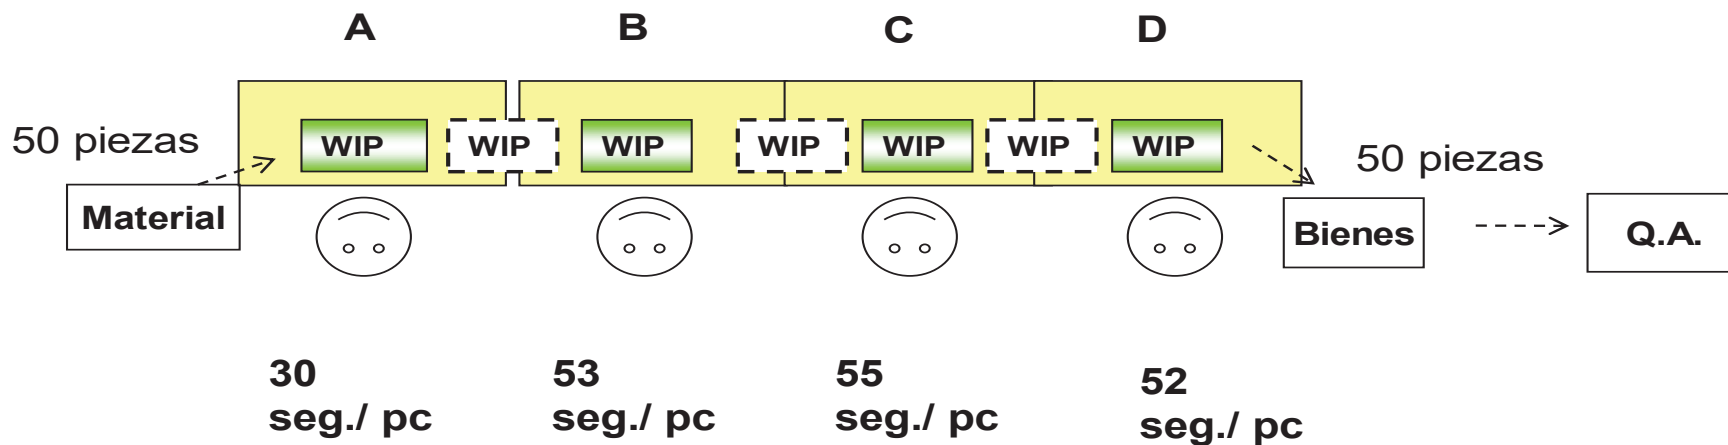 A
B
C
D
50 piezas
WIP
WIP
WIP
WIP
WIP
WIP
WIP
50 piezas
Material
Bienes
Q.A.
30
seg./ pc
53
seg./ pc
55
seg./ pc
52
seg./ pc